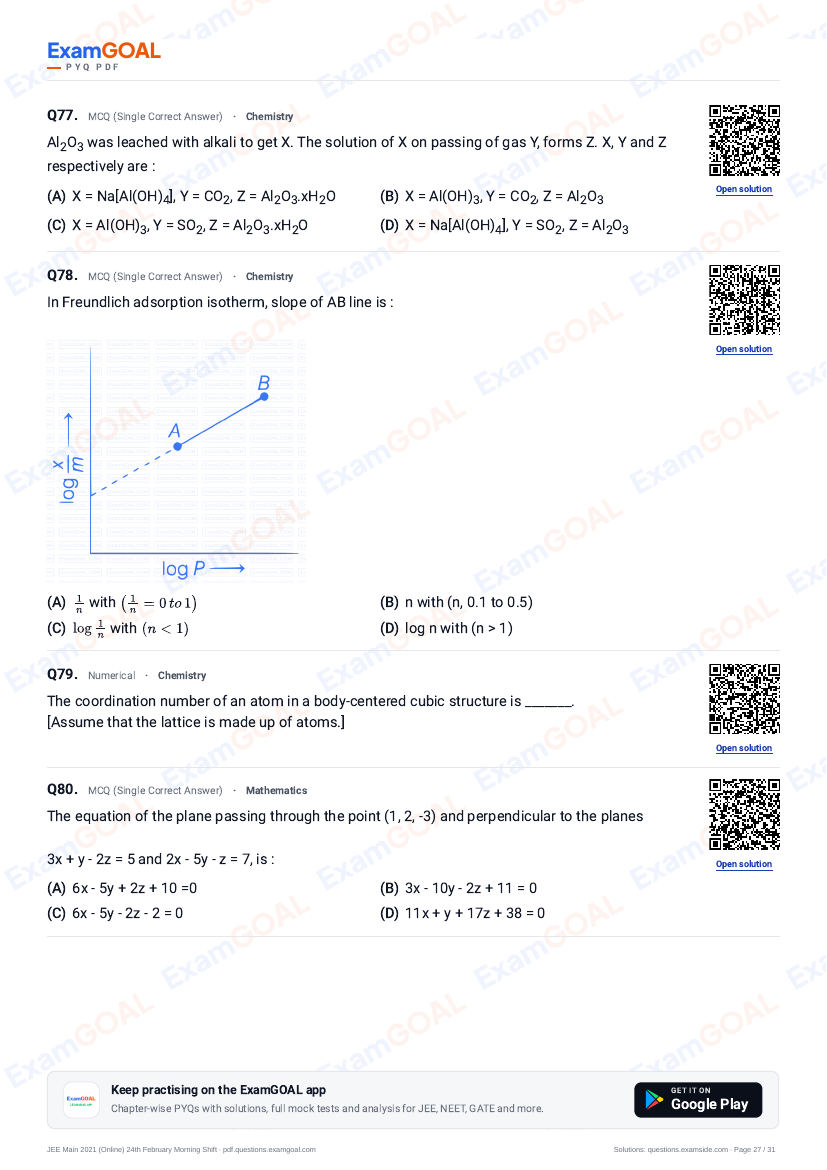 ExamGOAL
PYQ PDF
Q77. MCQ (Single Correct Answer) · Chemistry
Al2O3 was leached with alkali to get X. The solution of X on passing of gas Y, forms Z. X, Y and Z
respectively are :
(A) X = Na[Al(OH)4], Y = CO2, Z = Al2O3.xH2O (B) X = Al(OH)3, Y = CO2, Z = Al2O3
(C) X = Al(OH)3, Y = SO2, Z = Al2O3.xH2O (D) X = Na[Al(OH)4], Y = SO2, Z = Al2O3
Open solution
Q78. MCQ (Single Correct Answer) · Chemistry
In Freundlich adsorption isotherm, slope of AB line is :
Open solution
B
A
log x/m
log P
(A) 1/n with (1/n = 0 to 1) (B) n with (n, 0.1 to 0.5)
(C) log 1/n with (n < 1) (D) log n with (n > 1)
Q79. Numerical · Chemistry
The coordination number of an atom in a body-centered cubic structure is _______.
[Assume that the lattice is made up of atoms.]
Open solution
Q80. MCQ (Single Correct Answer) · Mathematics
The equation of the plane passing through the point (1, 2, -3) and perpendicular to the planes
3x + y - 2z = 5 and 2x - 5y - z = 7, is :
Open solution
(A) 6x - 5y + 2z + 10 =0 (B) 3x - 10y - 2z + 11 = 0
(C) 6x - 5y - 2z - 2 = 0 (D) 11x + y + 17z + 38 = 0
ExamGOAL
Keep practising on the ExamGOAL app
Chapter-wise PYQs with solutions, full mock tests and analysis for JEE, NEET, GATE and more.
GET IT ON
Google Play
JEE Main 2021 (Online) 24th February Morning Shift · pdf.questions.examgoal.com Solutions: questions.examside.com · Page 27 / 31